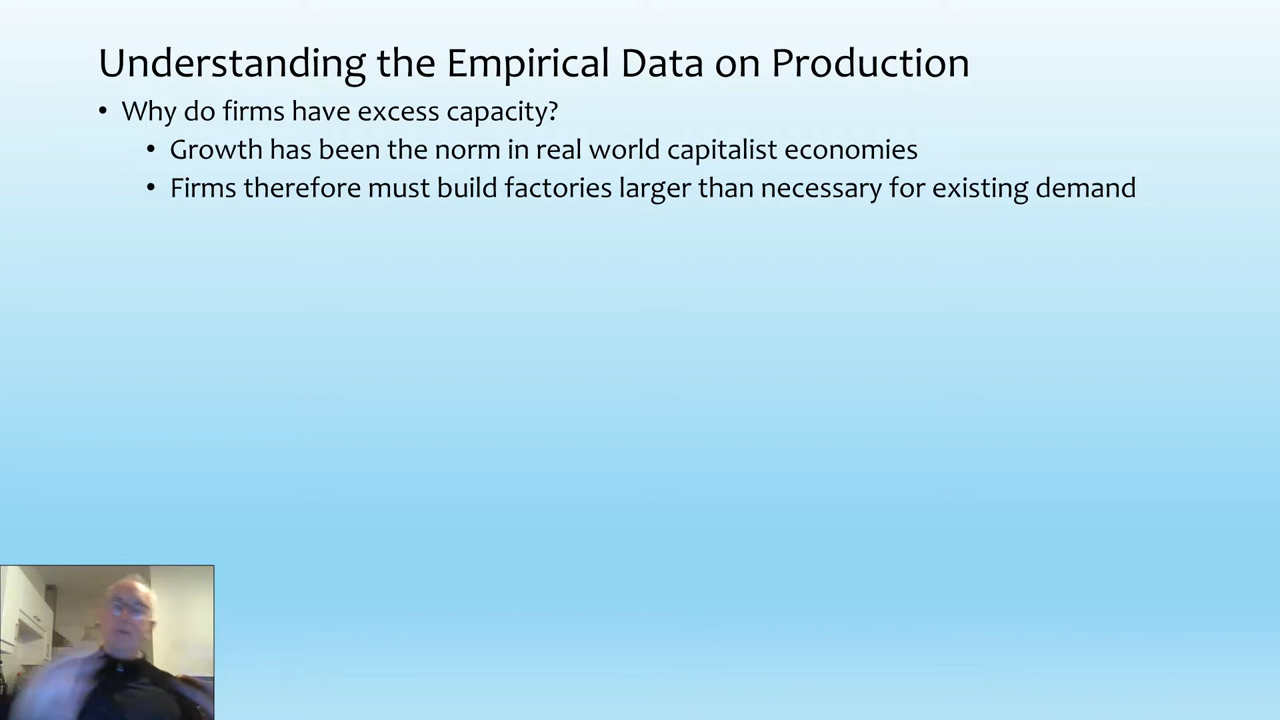 Understanding the Empirical Data on Production
• Why do firms have excess capacity?
• Growth has been the norm in real world capitalist economies
• Firms therefore must build factories larger than necessary for existing demand